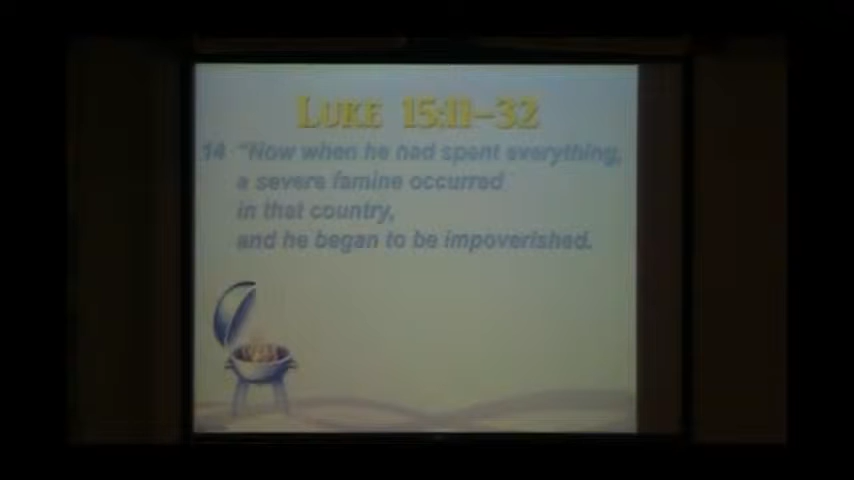 LUKE 15:11-32
14 "Now when he had spent everything,
a severe famine occurred
in that country,
and he began to be impoverished.